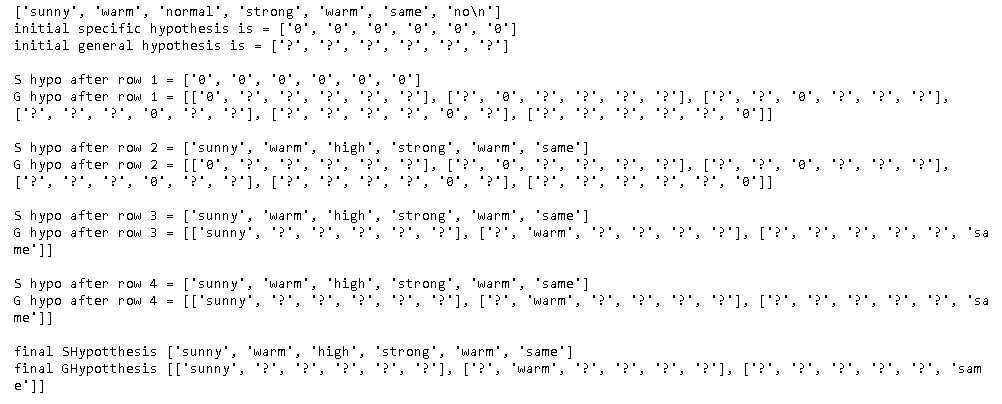 ['sunny', 'warm', 'normal', 'strong', 'warm', 'same', 'no\n']
initial specific hypothesis is = ['0', '0', '0', '0', '0', '0']
initial general hypothesis is = ['?', '?', '?', '?', '?', '?']
S hypo after row 1 = ['0', '0', '0', '0', '0', '0']
G hypo after row 1 = [['0', '?', '?', '?', '?', '?'], ['?', '0', '?', '?', '?', '?'], ['?', '?', '0', '?', '?', '?'],
['?', '?', '?', '0', '?', '?'], ['?', '?', '?', '?', '0', '?'], ['?', '?', '?', '?', '?', '0']]
S hypo after row 2 = ['sunny', 'warm', 'high', 'strong', 'warm', 'same']
G hypo after row 2 = [['0', '?', '?', '?', '?', '?'], ['?', '0', '?', '?', '?', '?'], ['?', '?', '0', '?', '?', '?'],
['?', '?', '?', '0', '?', '?'], ['?', '?', '?', '?', '0', '?'], ['?', '?', '?', '?', '?', '0']]
S hypo after row 3 = ['sunny', 'warm', 'high', 'strong', 'warm', 'same']
G hypo after row 3 = [['sunny', '?', '?', '?', '?', '?'], ['?', 'warm', '?', '?', '?', '?'], ['?', '?', '?', '?', '?', 'sa
me']]
S hypo after row 4 = ['sunny', 'warm', 'high', 'strong', 'warm', 'same']
G hypo after row 4 = [['sunny', '?', '?', '?', '?', '?'], ['?', 'warm', '?', '?', '?', '?'], ['?', '?', '?', '?', '?', 'sa
me']]
final SHypotthesis ['sunny', 'warm', 'high', 'strong', 'warm', 'same']
final GHypotthesis [['sunny', '?', '?', '?', '?', '?'], ['?', 'warm', '?', '?', '?', '?'], ['?', '?', '?', '?', '?', 'sam
e']]